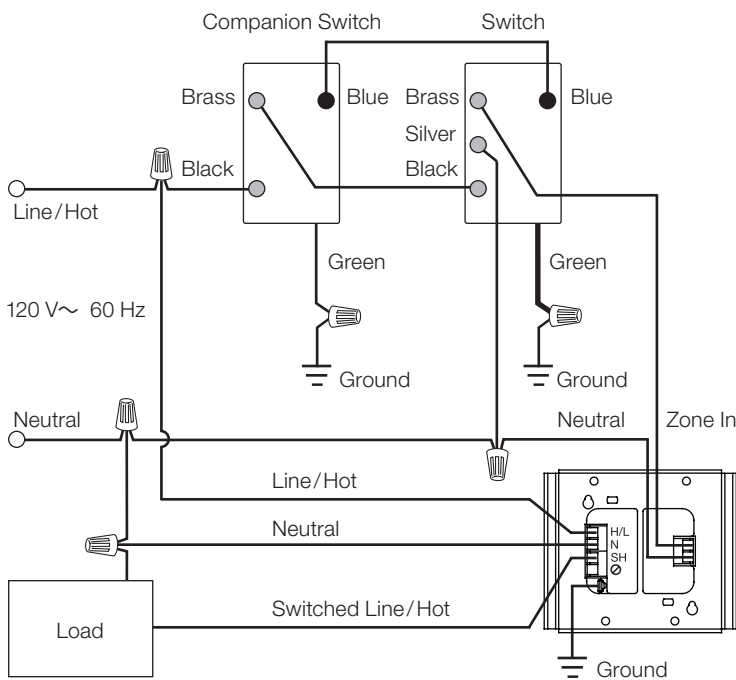 Companion Switch
Switch
Brass
Blue
Brass
Blue
Silver
Black
Black
Line/Hot
Green
Green
120 V~ 60 Hz
Ground
Ground
Neutral
Neutral
Zone In
Line/Hot
Neutral
H/L
N
SH
Load
Switched Line/Hot
Ground